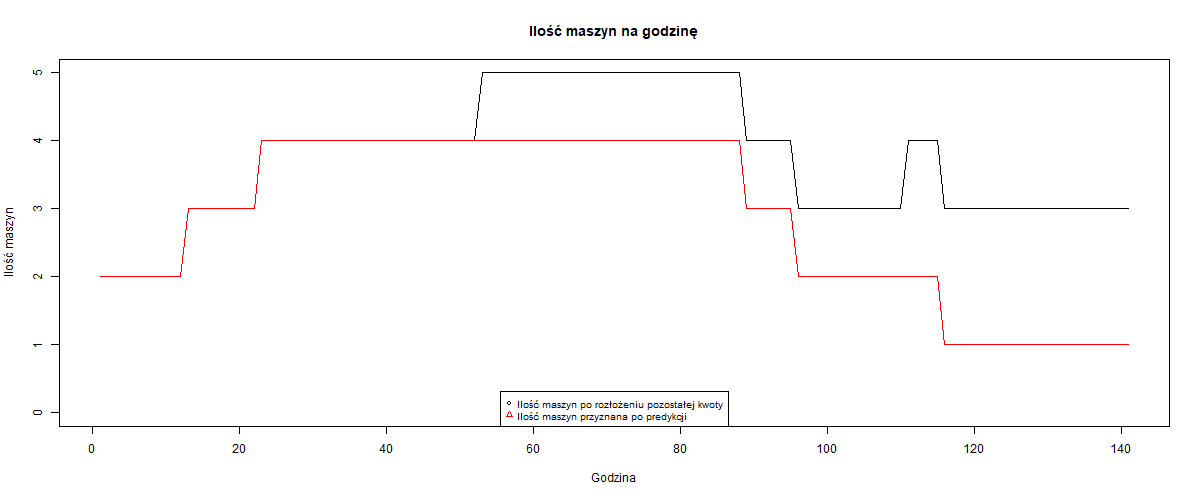 Ilość maszyn na godzinę
Ilość maszyn
5
4
3
2
1
0
Ilość maszyn po rozłożeniu pozostałej kwoty
Ilość maszyn przyznana po predykcji
0 20 40 60 80 100 120 140
Godzina